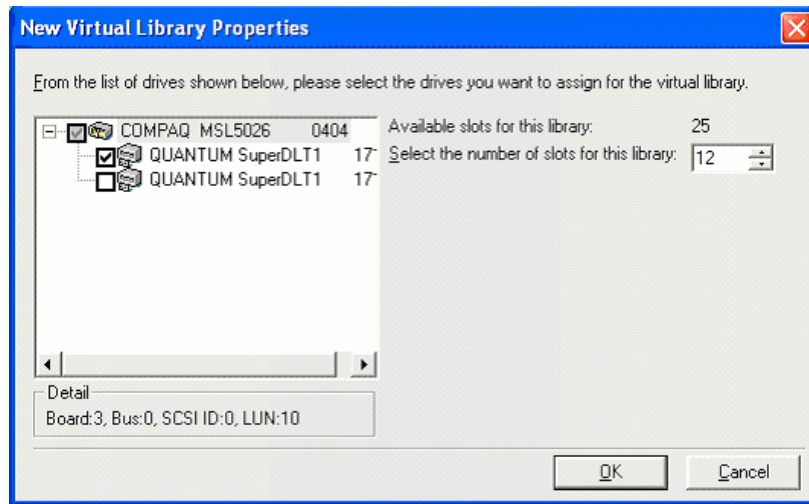 New Virtual Library Properties
From the list of drives shown below, please select the drives you want to assign for the virtual library.
COMPAQ MSL5026 0404
QUANTUM SuperDLT1 17
QUANTUM SuperDLT1 17
Available slots for this library: 25
Select the number of slots for this library: 12
Detail
Board:3, Bus:0, SCSI ID:0, LUN:10
OK Cancel